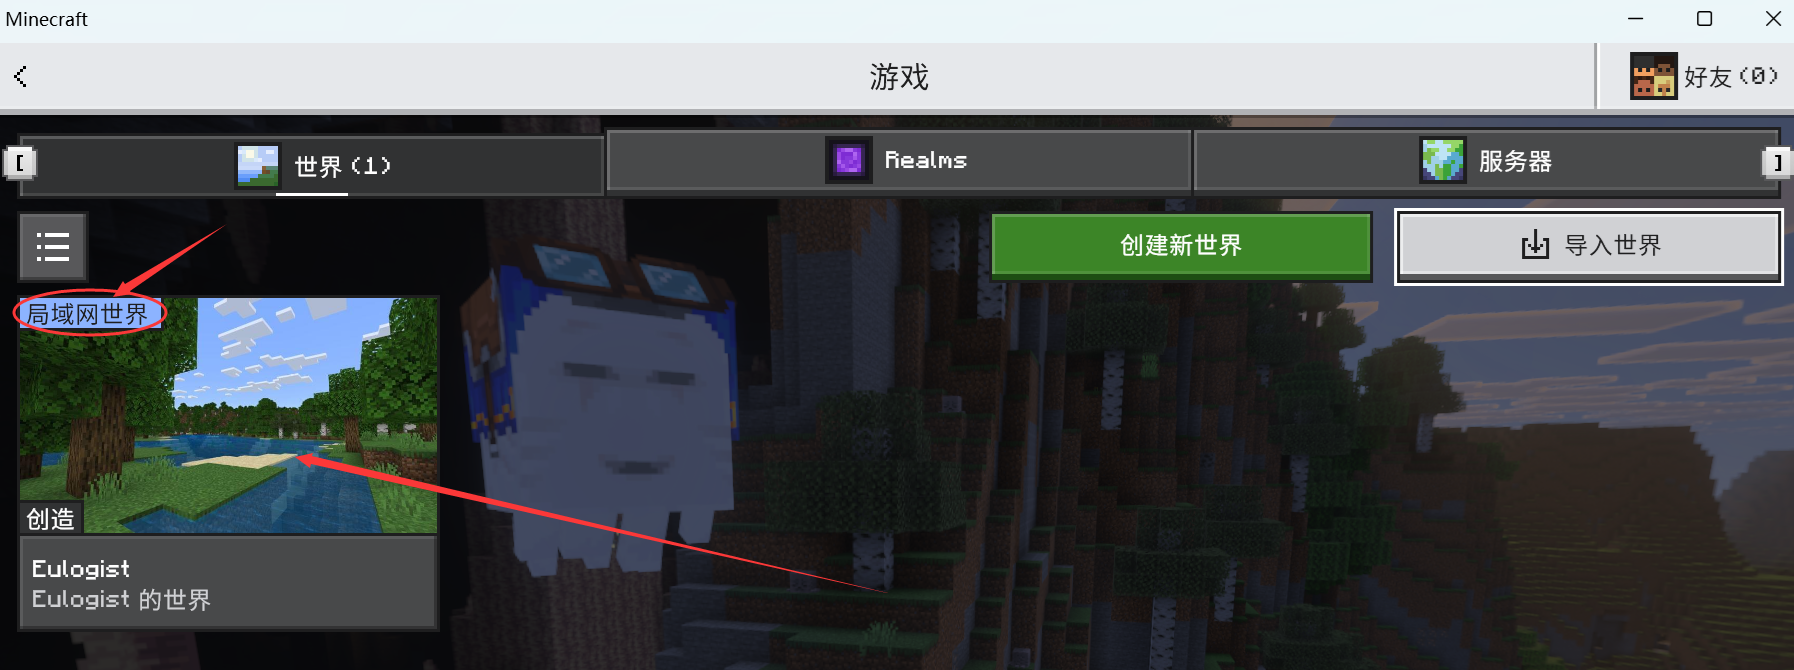 Minecraft
游戏
好友(0)
[
世界(1)
Realms
服务器
]
创建新世界
导入世界
局域网世界
创造
Eulogist
Eulogist 的世界